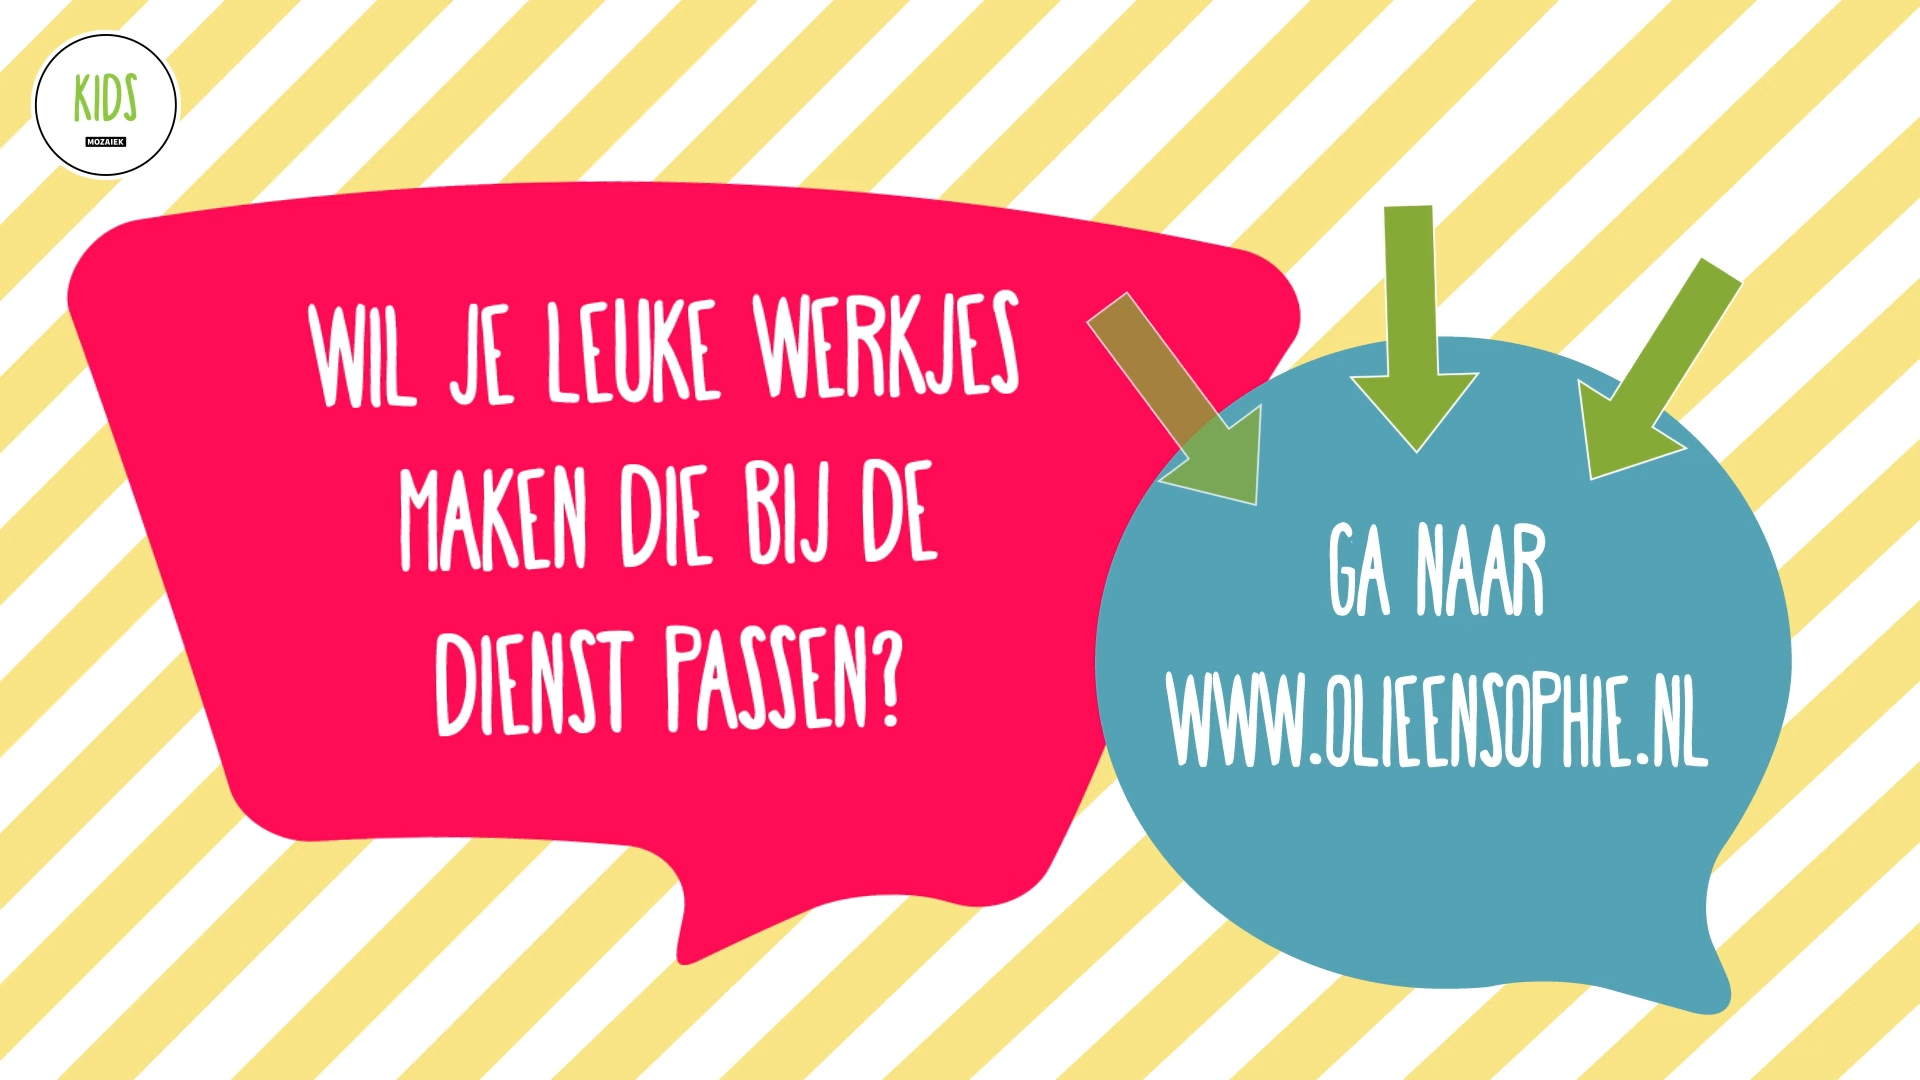 KIDS
MOZAIEK
WIL JE LEUKE WERKJES
MAKEN DIE BIJ DE
DIENST PASSEN?
GA NAAR
WWW.OLIEENSOPHIE.NL